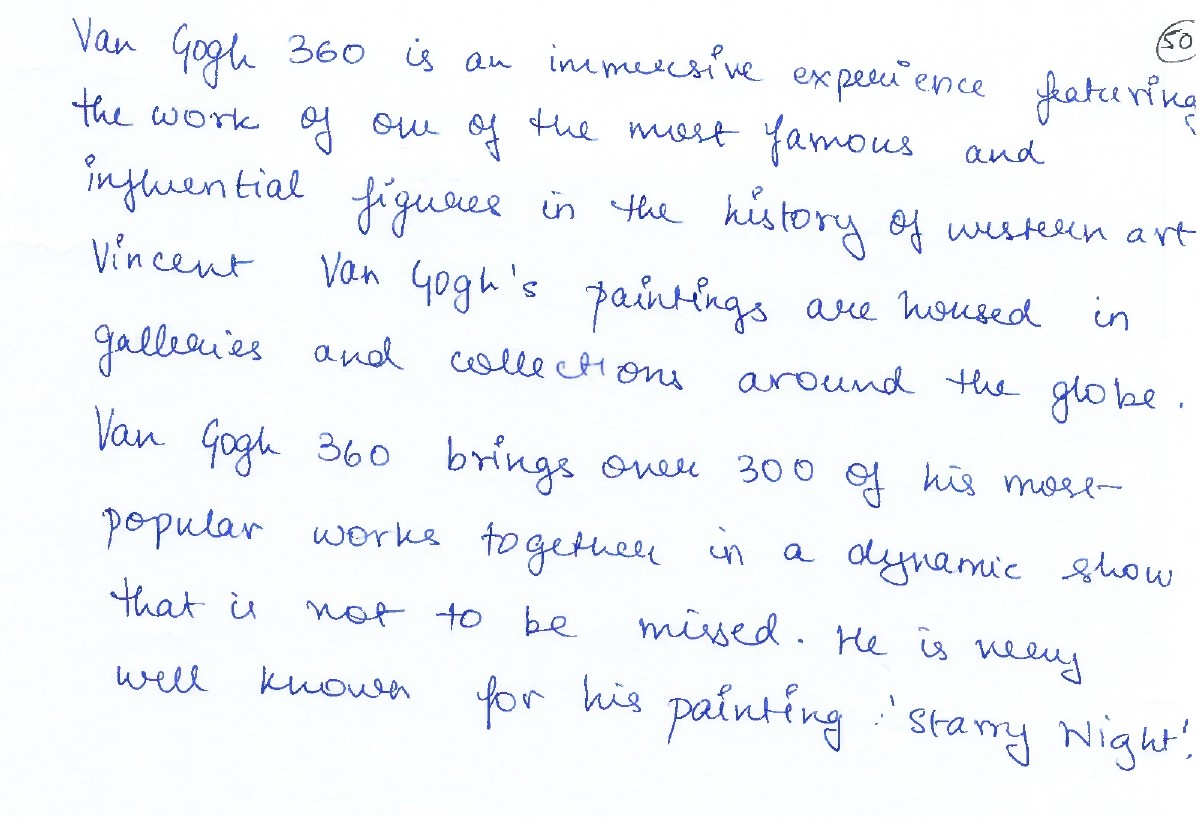 50
Van Gogh 360 is an immersive experience featuring
the work of one of the most famous and
influential figures in the history of western art
Vincent Van Gogh's paintings are housed in
galleries and collections around the globe.
Van Gogh 360 brings over 300 of his most
popular works together in a dynamic show
that is not to be missed. He is very
well known for his painting :'Starry Night'.